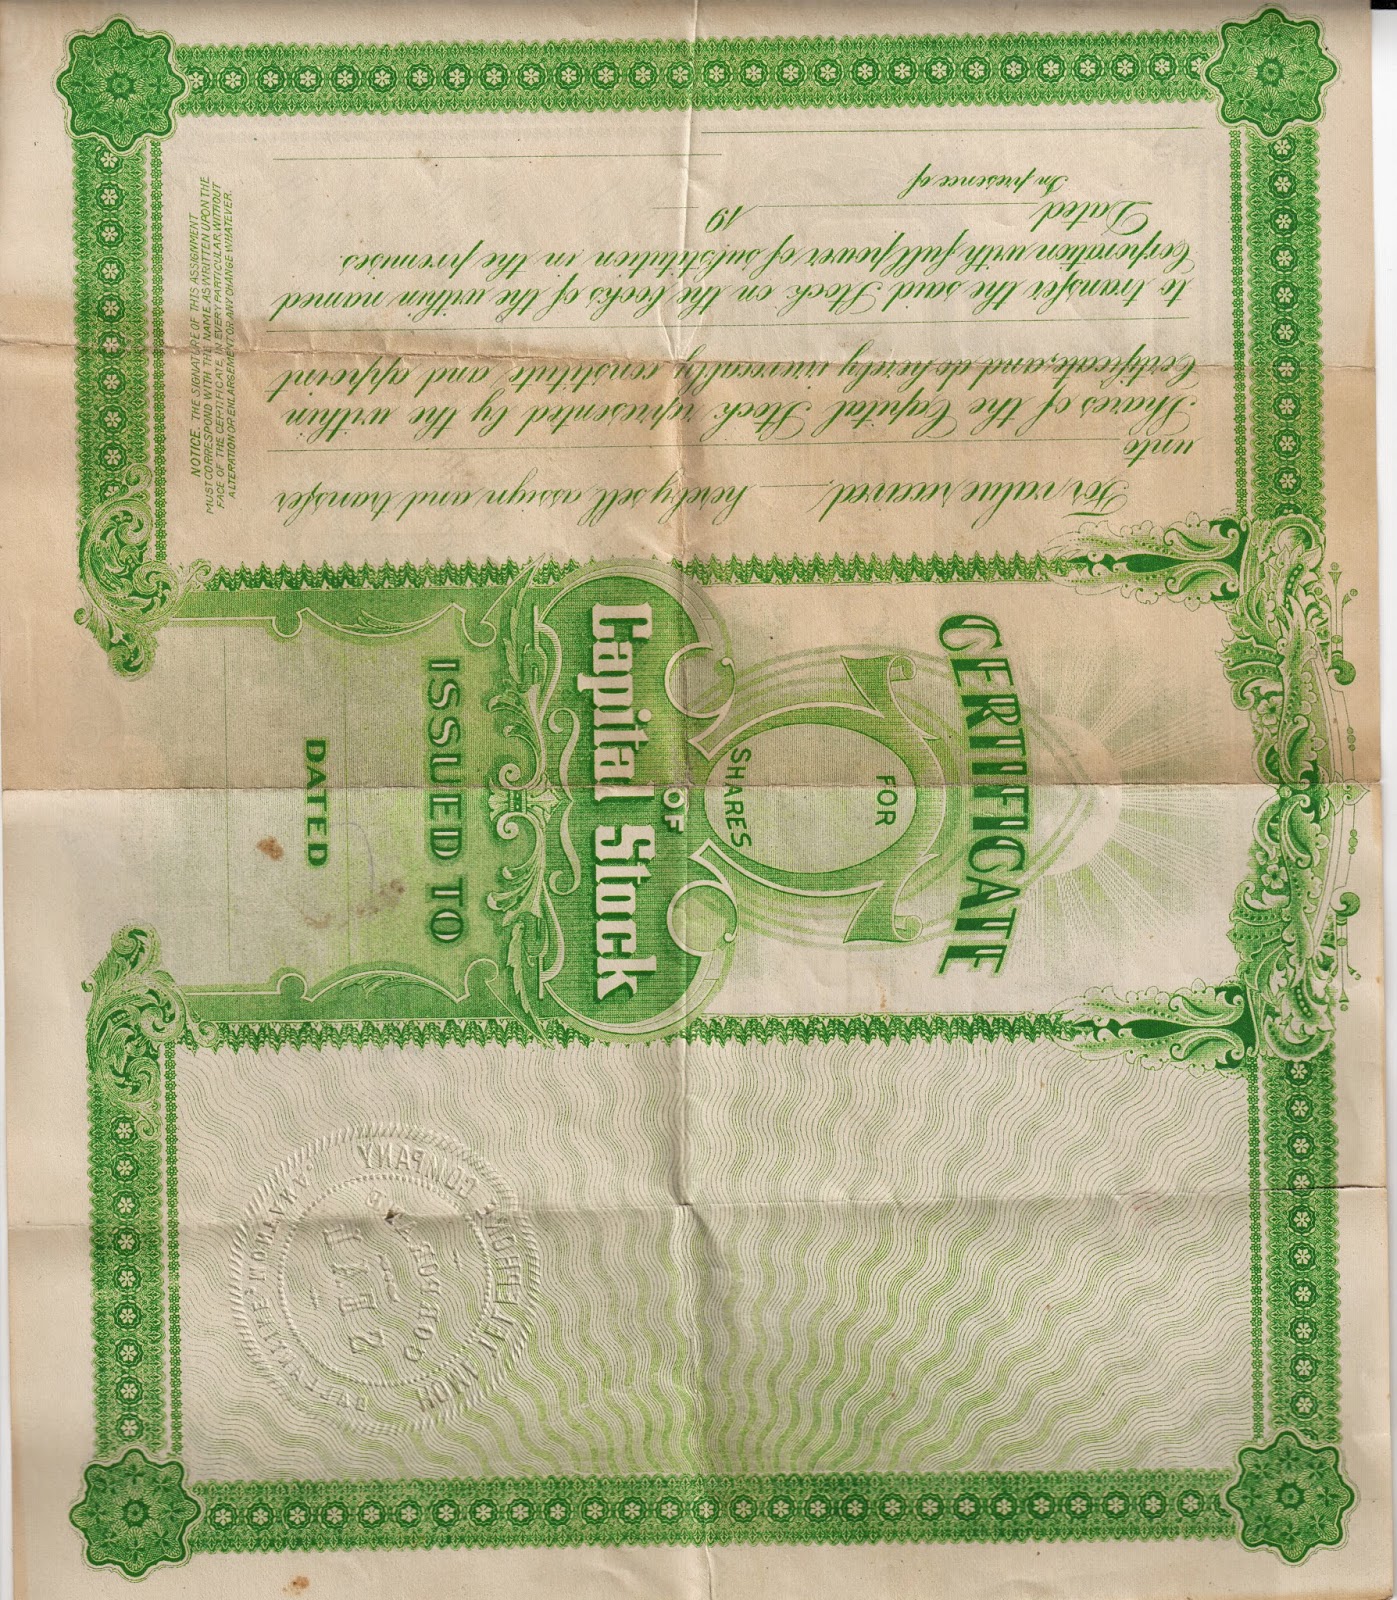 For value received, hereby sell, assign and transfer
unto
Shares of the Capital Stock represented by the within
Certificate, and do hereby irrevocably constitute and appoint
to transfer the said Stock on the books of the within named
Corporation with full power of substitution in the premises.
Dated 19
In presence of
NOTICE. THE SIGNATURE OF THIS ASSIGNMENT
MUST CORRESPOND WITH THE NAME AS WRITTEN UPON THE
FACE OF THE CERTIFICATE, IN EVERY PARTICULAR, WITHOUT
ALTERATION OR ENLARGEMENT OR ANY CHANGE WHATEVER.
CERTIFICATE
FOR
SHARES
OF
Capital Stock
ISSUED TO
DATED
TELEPHONE COMPANY
MONTANA
SEAL